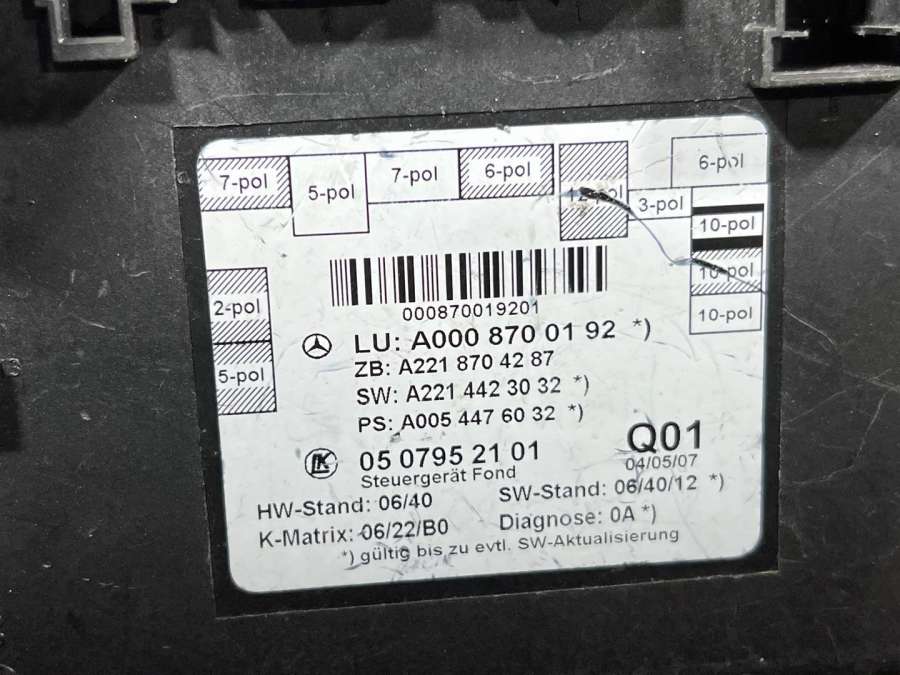 7-pol
5-pol
7-pol
6-pol
12-pol
3-pol
6-pol
10-pol
10-pol
10-pol
2-pol
5-pol
000870019201
LU: A000 870 01 92 *)
ZB: A221 870 42 87
SW: A221 442 30 32 *)
PS: A005 447 60 32 *)
05 0795 21 01
Q01
Steuergerät Fond
04/05/07
HW-Stand: 06/40
SW-Stand: 06/40/12 *)
K-Matrix: 06/22/B0
Diagnose: 0A *)
*) gültig bis zu evtl. SW-Aktualisierung